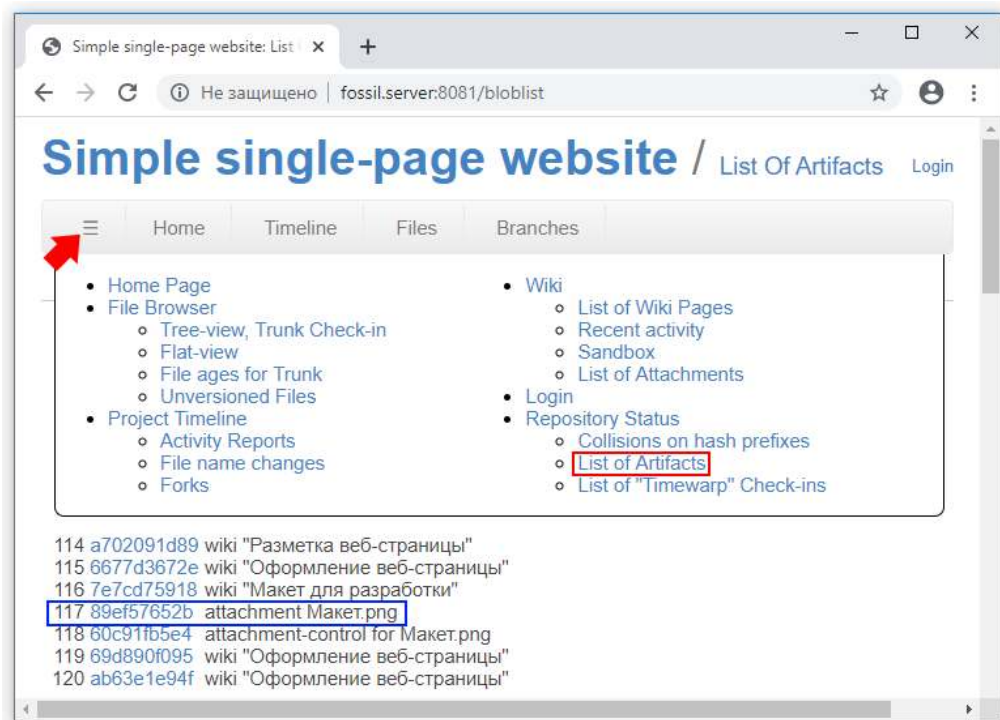 Simple single-page website: List
Не защищено | fossil.server:8081/bloblist
Simple single-page website / List Of Artifacts Login
☰ Home Timeline Files Branches
Home Page
File Browser
Tree-view, Trunk Check-in
Flat-view
File ages for Trunk
Unversioned Files
Project Timeline
Activity Reports
File name changes
Forks
Wiki
List of Wiki Pages
Recent activity
Sandbox
List of Attachments
Login
Repository Status
Collisions on hash prefixes
List of Artifacts
List of "Timewarp" Check-ins
114 a702091d89 wiki "Разметка веб-страницы"
115 6677d3672e wiki "Оформление веб-страницы"
116 7e7cd75918 wiki "Макет для разработки"
117 89ef57652b attachment Макет.png
118 60c91fb5e4 attachment-control for Макет.png
119 69d890f095 wiki "Оформление веб-страницы"
120 ab63e1e94f wiki "Оформление веб-страницы"